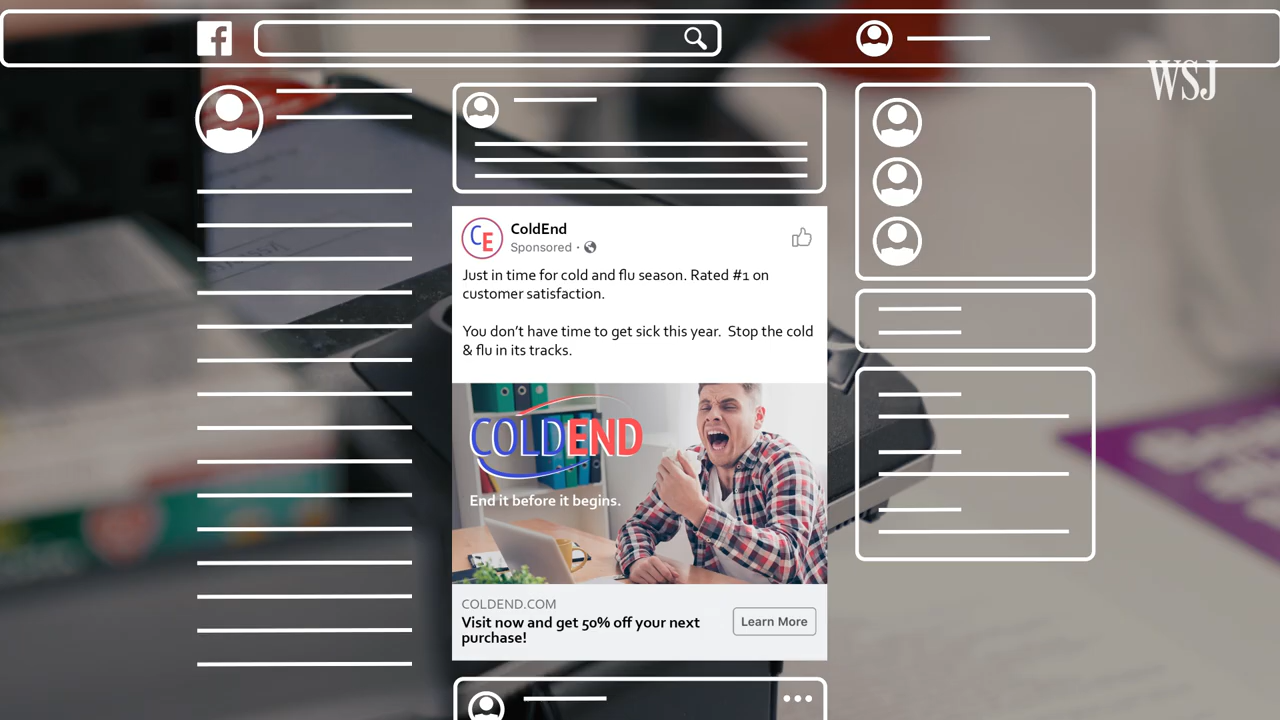 WSJ
CE
ColdEnd
Sponsored ·
Just in time for cold and flu season. Rated #1 on
customer satisfaction.
You don't have time to get sick this year. Stop the cold
& flu in its tracks.
COLDEND
End it before it begins.
COLDEND.COM
Visit now and get 50% off your next
purchase!
Learn More